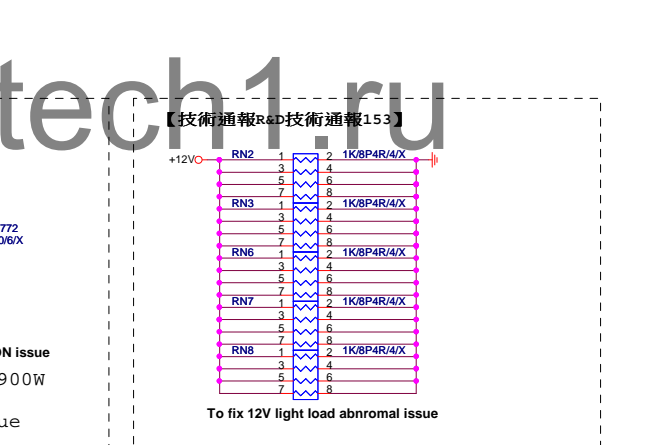 tech1.ru
【技術通報R&D技術通報153】
+12V
RN2 1 2 1K/8P4R/4/X
3 4
5 6
7 8
RN3 1 2 1K/8P4R/4/X
3 4
5 6
7 8
RN6 1 2 1K/8P4R/4/X
3 4
5 6
7 8
RN7 1 2 1K/8P4R/4/X
3 4
5 6
7 8
RN8 1 2 1K/8P4R/4/X
3 4
5 6
7 8
To fix 12V light load abnromal issue
772
0/6/X
ON issue
900W
ue